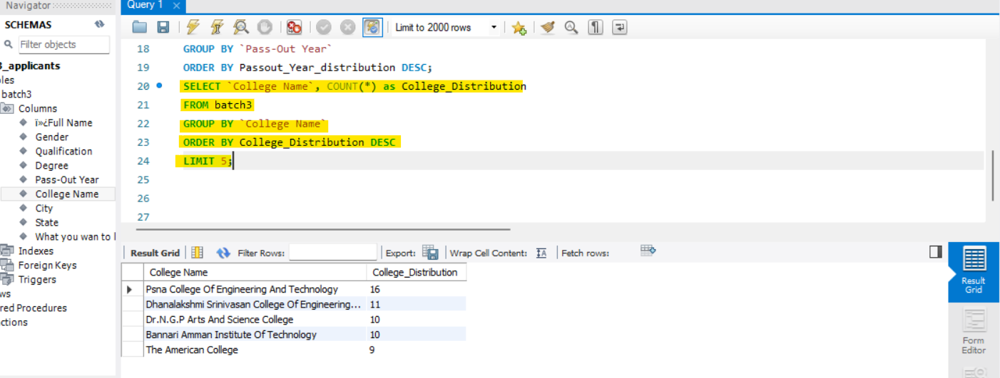 Navigator
Query 1
SCHEMAS
Limit to 2000 rows
Filter objects
3_applicants
les
batch3
Columns
ï»¿Full Name
Gender
Qualification
Degree
Pass-Out Year
College Name
City
State
What you wan to l
Indexes
Foreign Keys
Triggers
ws
red Procedures
ctions
18 GROUP BY `Pass-Out Year`
19 ORDER BY Passout_Year_distribution DESC;
20 SELECT `College Name`, COUNT(*) as College_Distribution
21 FROM batch3
22 GROUP BY `College Name`
23 ORDER BY College_Distribution DESC
24 LIMIT 5;
25
26
27
Result Grid Filter Rows: Export: Wrap Cell Content: Fetch rows:
College Name College_Distribution
Psna College Of Engineering And Technology 16
Dhanalakshmi Srinivasan College Of Engineering... 11
Dr.N.G.P Arts And Science College 10
Bannari Amman Institute Of Technology 10
The American College 9
Result
Grid
Form
Editor